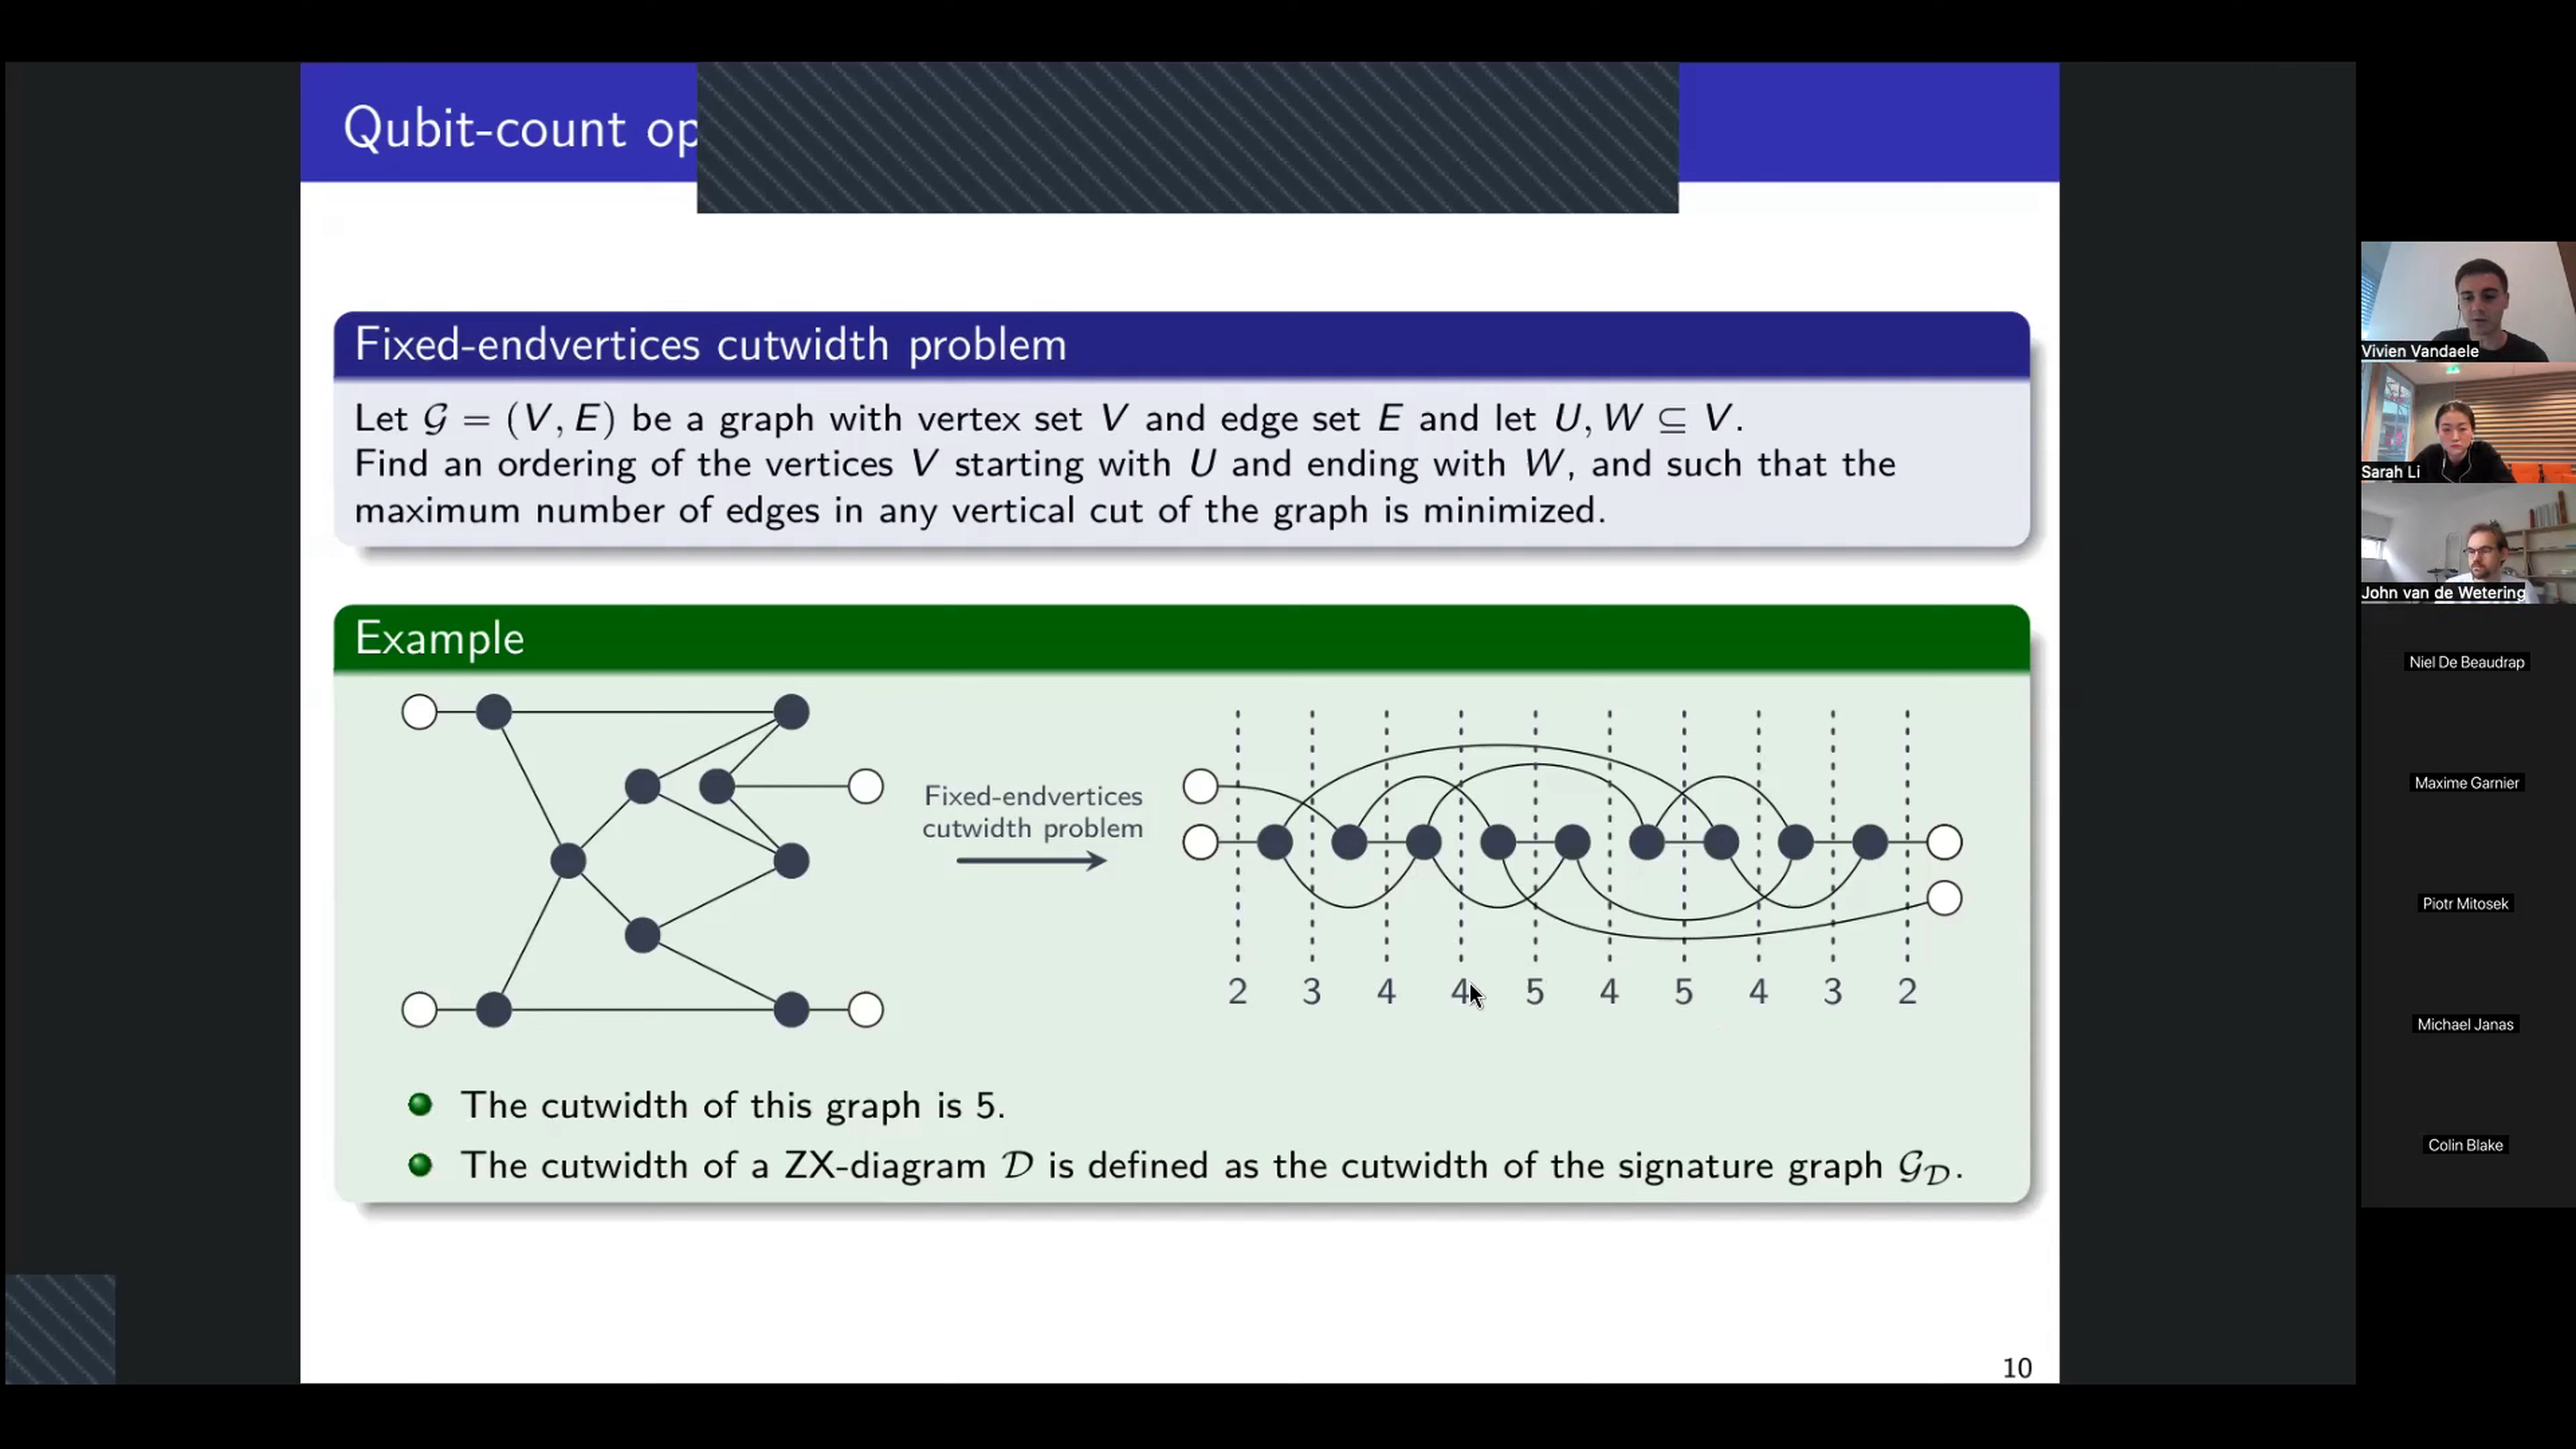 Qubit-count op
Fixed-endvertices cutwidth problem
Let 𝒢 = (V, E) be a graph with vertex set V and edge set E and let U, W ⊆ V.
Find an ordering of the vertices V starting with U and ending with W, and such that the
maximum number of edges in any vertical cut of the graph is minimized.
Example
Fixed-endvertices
cutwidth problem
2 3 4 4 5 4 5 4 3 2
The cutwidth of this graph is 5.
The cutwidth of a ZX-diagram 𝒟 is defined as the cutwidth of the signature graph 𝒢_𝒟.
10
Vivien Vandaele
Sarah Li
John van de Wetering
Niel De Beaudrap
Maxime Garnier
Piotr Mitosek
Michael Janas
Colin Blake